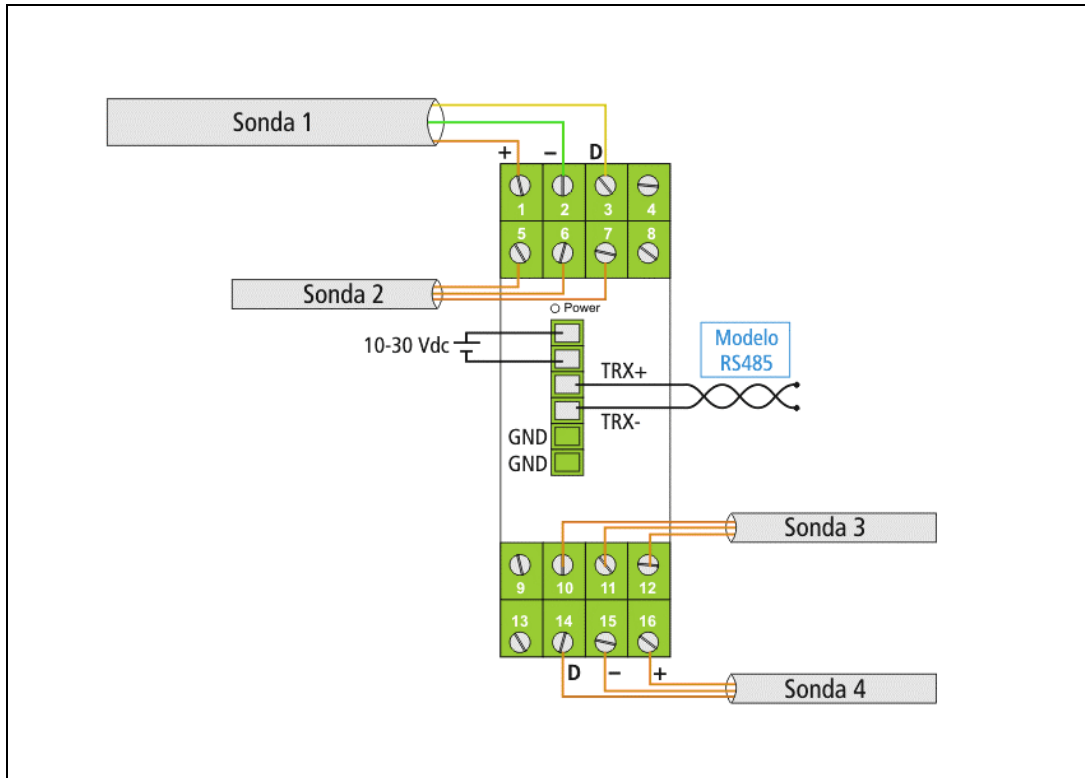 Sonda 1
+ − D
1 2 3 4
5 6 7 8
Sonda 2
Power
10-30 Vdc
Modelo
RS485
TRX+
TRX-
GND
GND
Sonda 3
9 10 11 12
13 14 15 16
D − +
Sonda 4